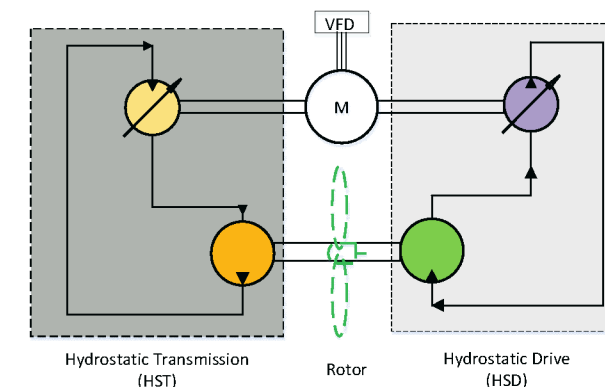 VFD
M
Hydrostatic Transmission
(HST)
Rotor
Hydrostatic Drive
(HSD)